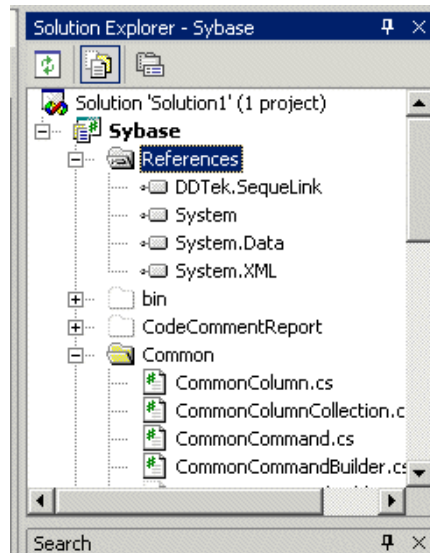 Solution Explorer - Sybase
Solution 'Solution1' (1 project)
Sybase
References
DDTek.SequeLink
System
System.Data
System.XML
bin
CodeCommentReport
Common
CommonColumn.cs
CommonColumnCollection.c
CommonCommand.cs
CommonCommandBuilder.cs
Search